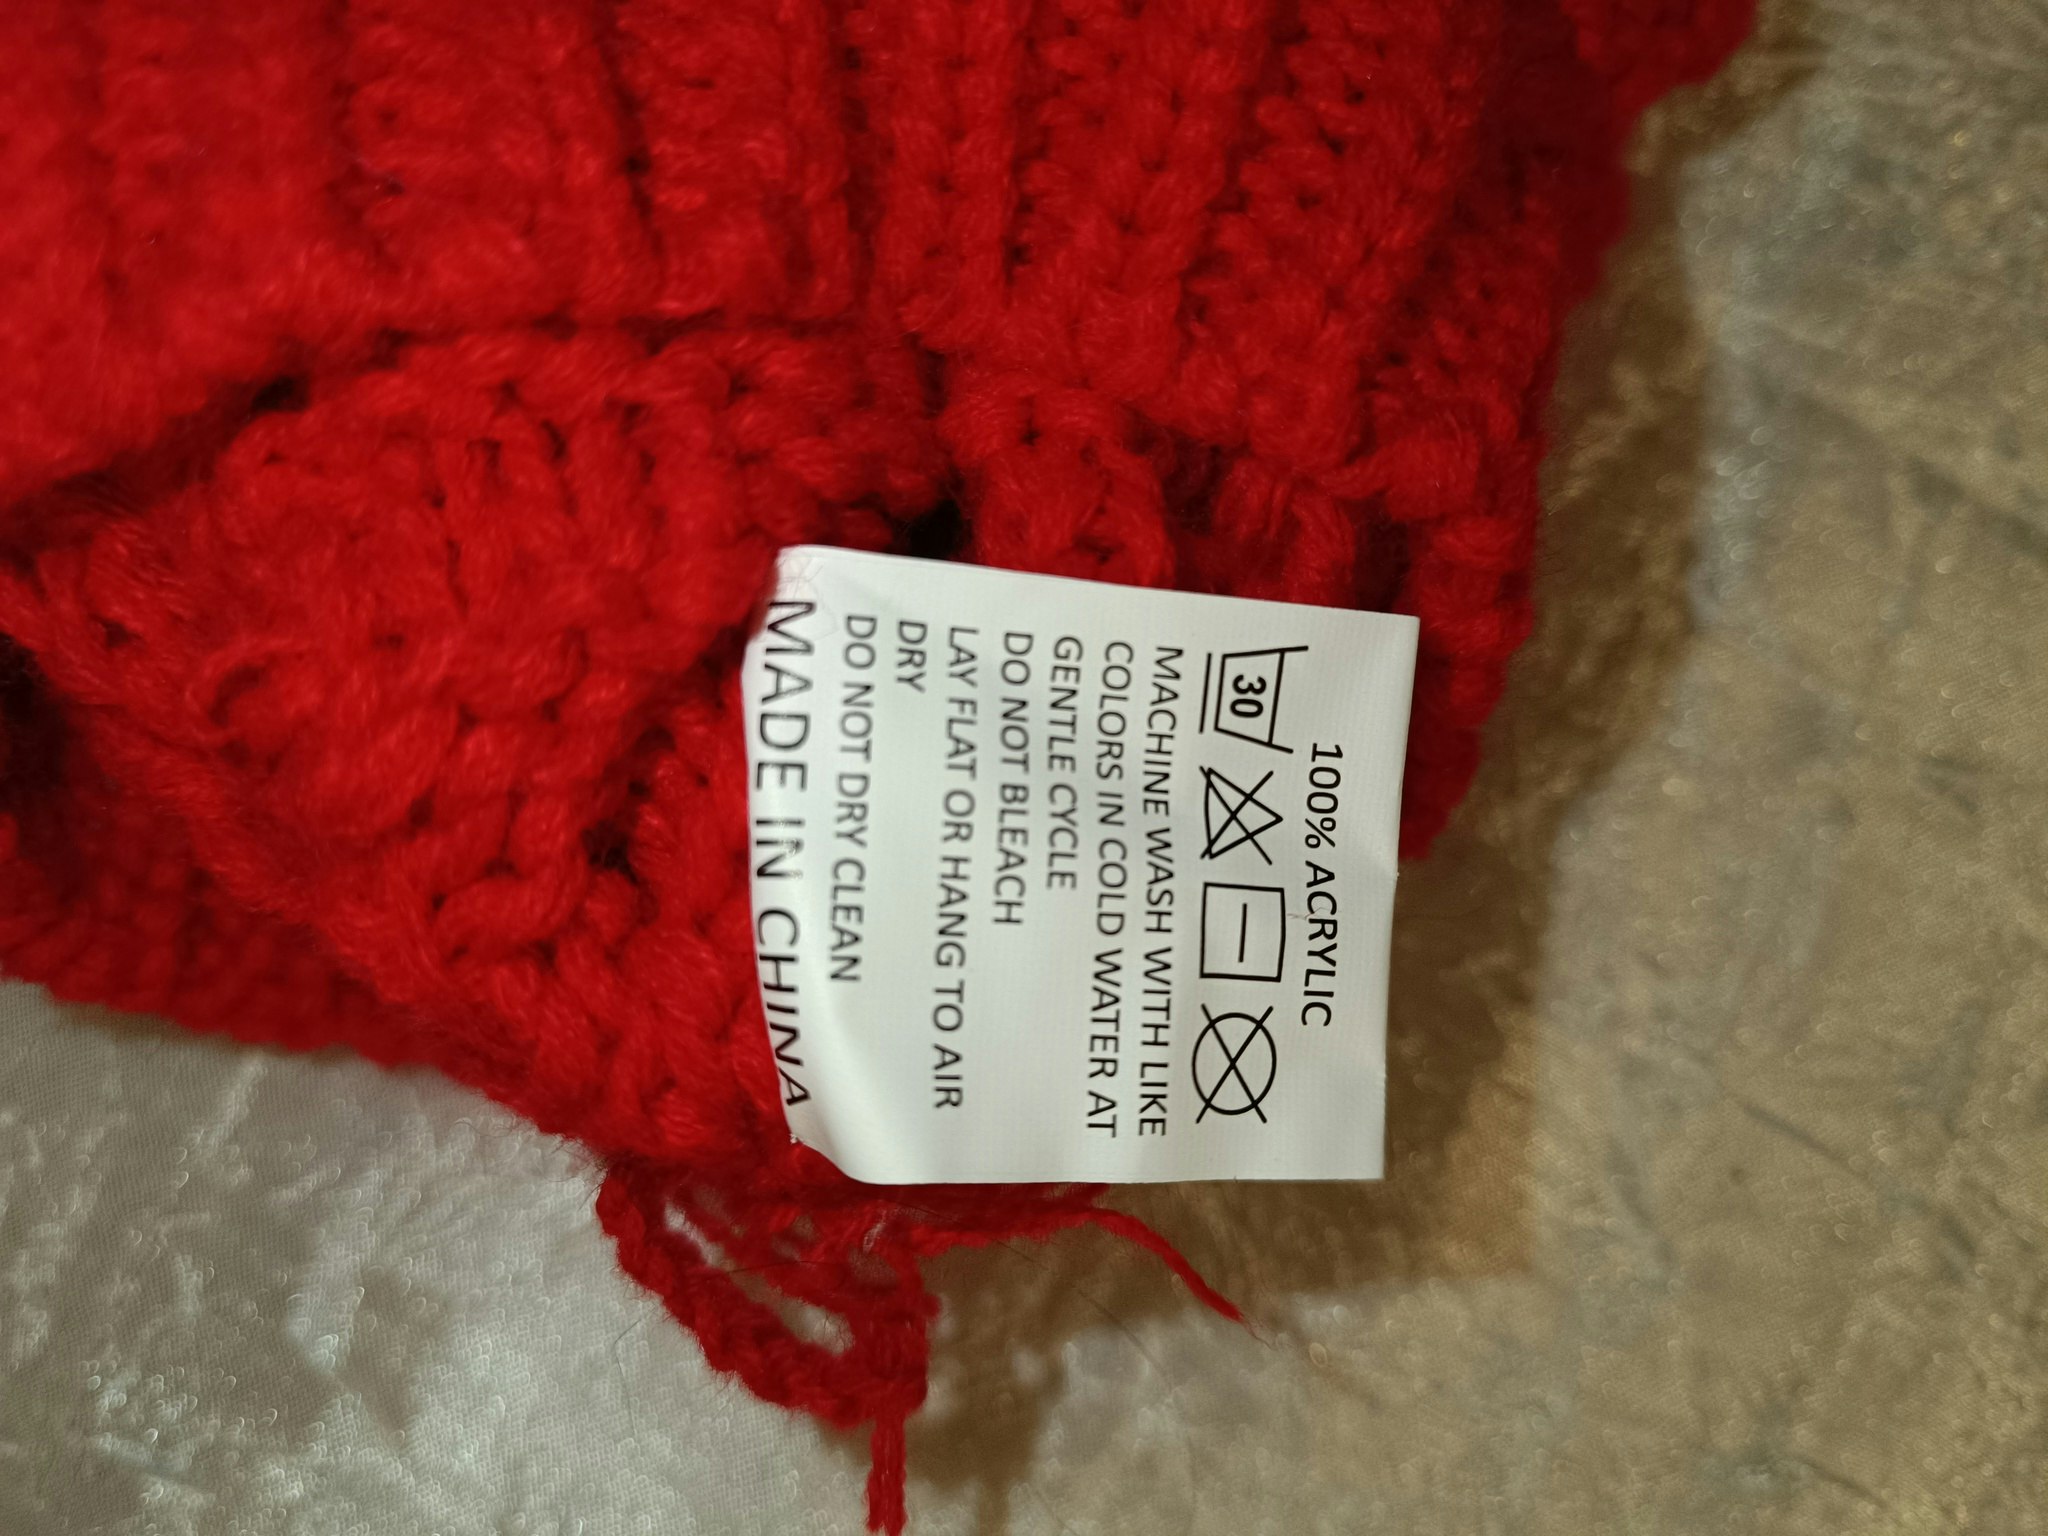 100% ACRYLIC
30
MACHINE WASH WITH LIKE
COLORS IN COLD WATER AT
GENTLE CYCLE
DO NOT BLEACH
LAY FLAT OR HANG TO AIR
DRY
DO NOT DRY CLEAN
MADE IN CHINA